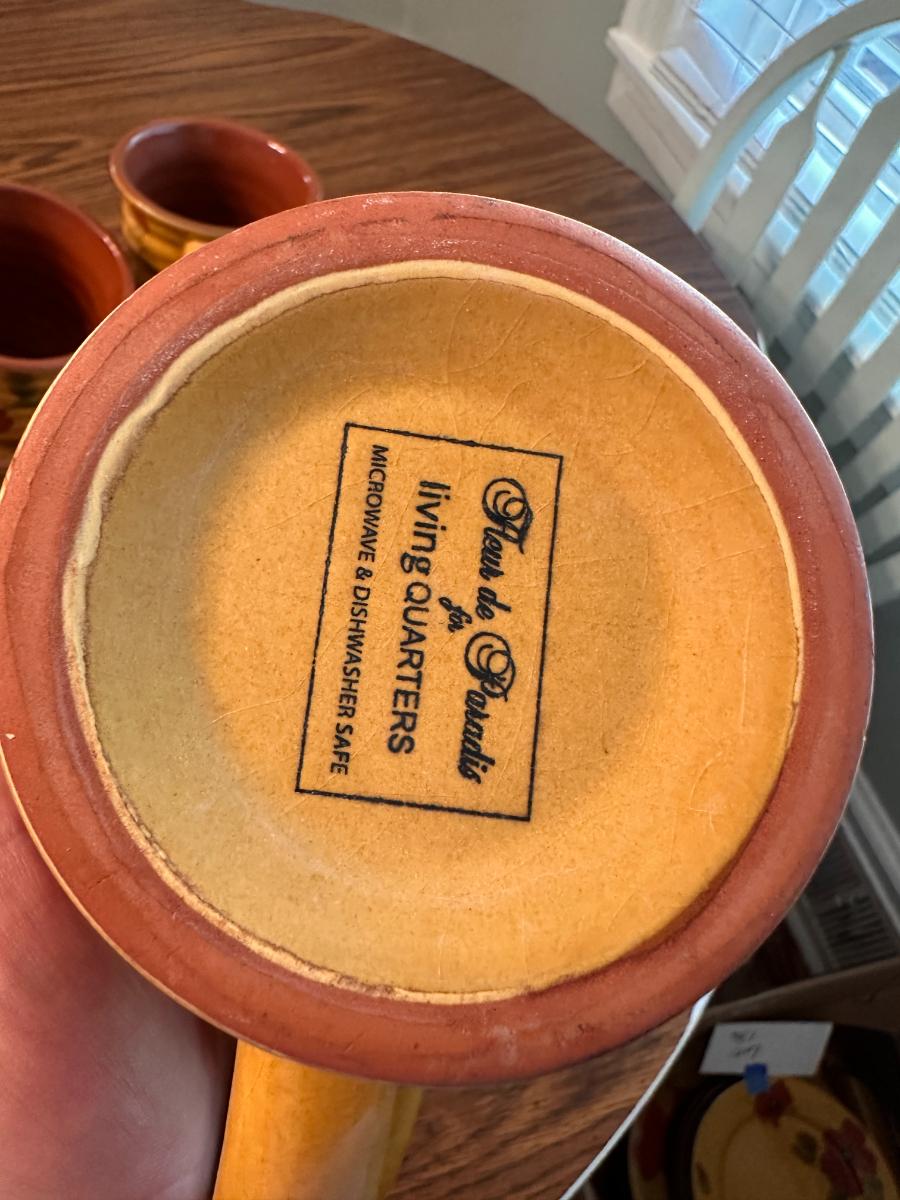 Fleur de Paradis
for
living QUARTERS
MICROWAVE & DISHWASHER SAFE